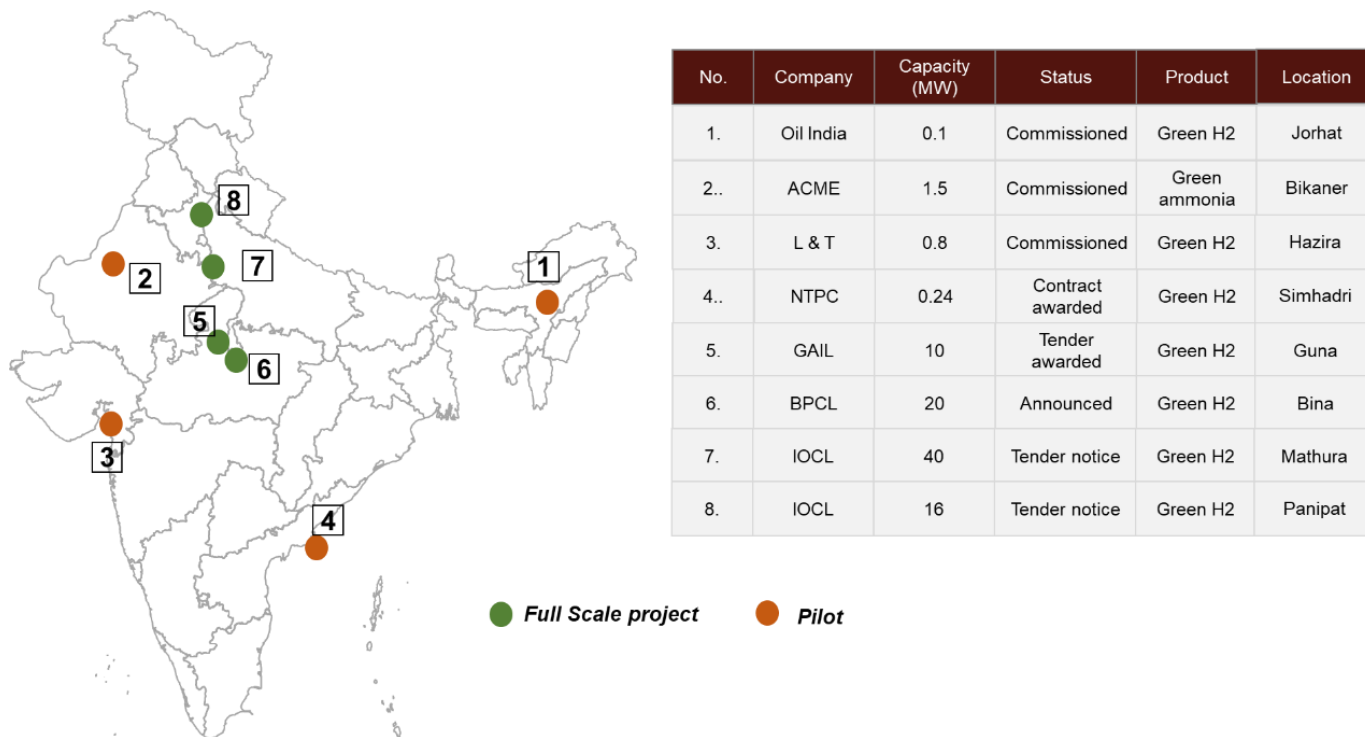 8
7
2
1
5
6
3
4
Full Scale project
Pilot
No. Company Capacity (MW) Status Product Location
1. Oil India 0.1 Commissioned Green H2 Jorhat
2.. ACME 1.5 Commissioned Green ammonia Bikaner
3. L & T 0.8 Commissioned Green H2 Hazira
4.. NTPC 0.24 Contract awarded Green H2 Simhadri
5. GAIL 10 Tender awarded Green H2 Guna
6. BPCL 20 Announced Green H2 Bina
7. IOCL 40 Tender notice Green H2 Mathura
8. IOCL 16 Tender notice Green H2 Panipat